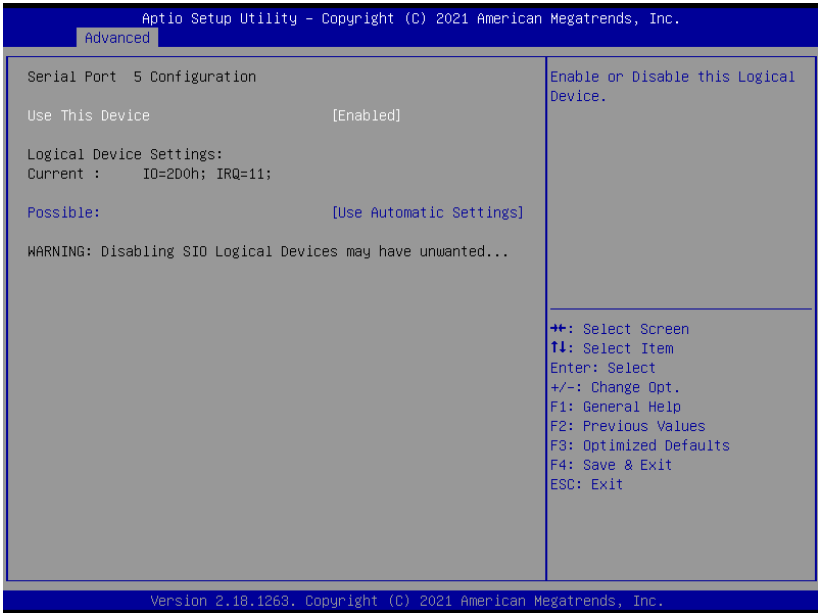 Aptio Setup Utility – Copyright (C) 2021 American Megatrends, Inc.
Advanced
Serial Port  5 Configuration
Use This Device [Enabled]
Logical Device Settings:
Current : IO=2D0h; IRQ=11;
Possible: [Use Automatic Settings]
WARNING: Disabling SIO Logical Devices may have unwanted...
Enable or Disable this Logical
Device.
→←: Select Screen
↑↓: Select Item
Enter: Select
+/-: Change Opt.
F1: General Help
F2: Previous Values
F3: Optimized Defaults
F4: Save & Exit
ESC: Exit
Version 2.18.1263. Copyright (C) 2021 American Megatrends, Inc.